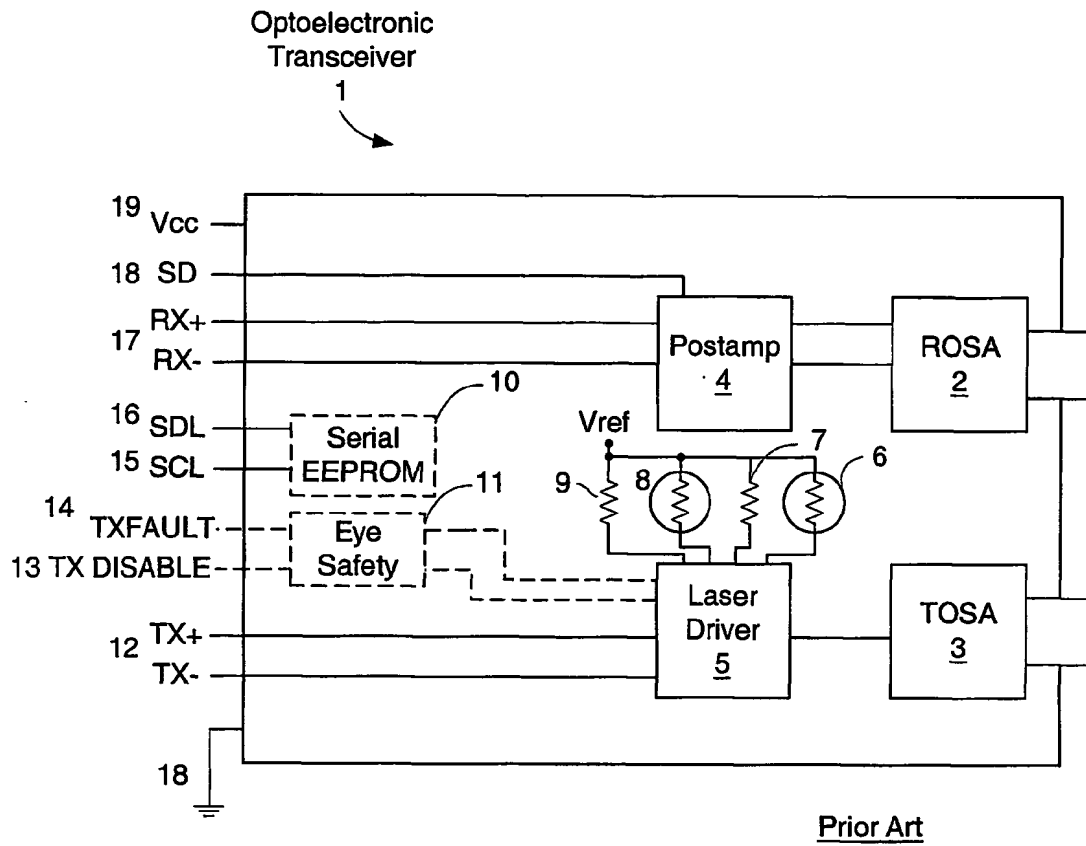 Optoelectronic
Transceiver
1
19 Vcc
18 SD
RX+
17
RX-
16 SDL
15 SCL
14 TXFAULT
13 TX DISABLE
12 TX+
TX-
18
Serial
EEPROM
10
Eye
Safety
11
Postamp
4
ROSA
2
Vref
9
8
7
6
Laser
Driver
5
TOSA
3
Prior Art